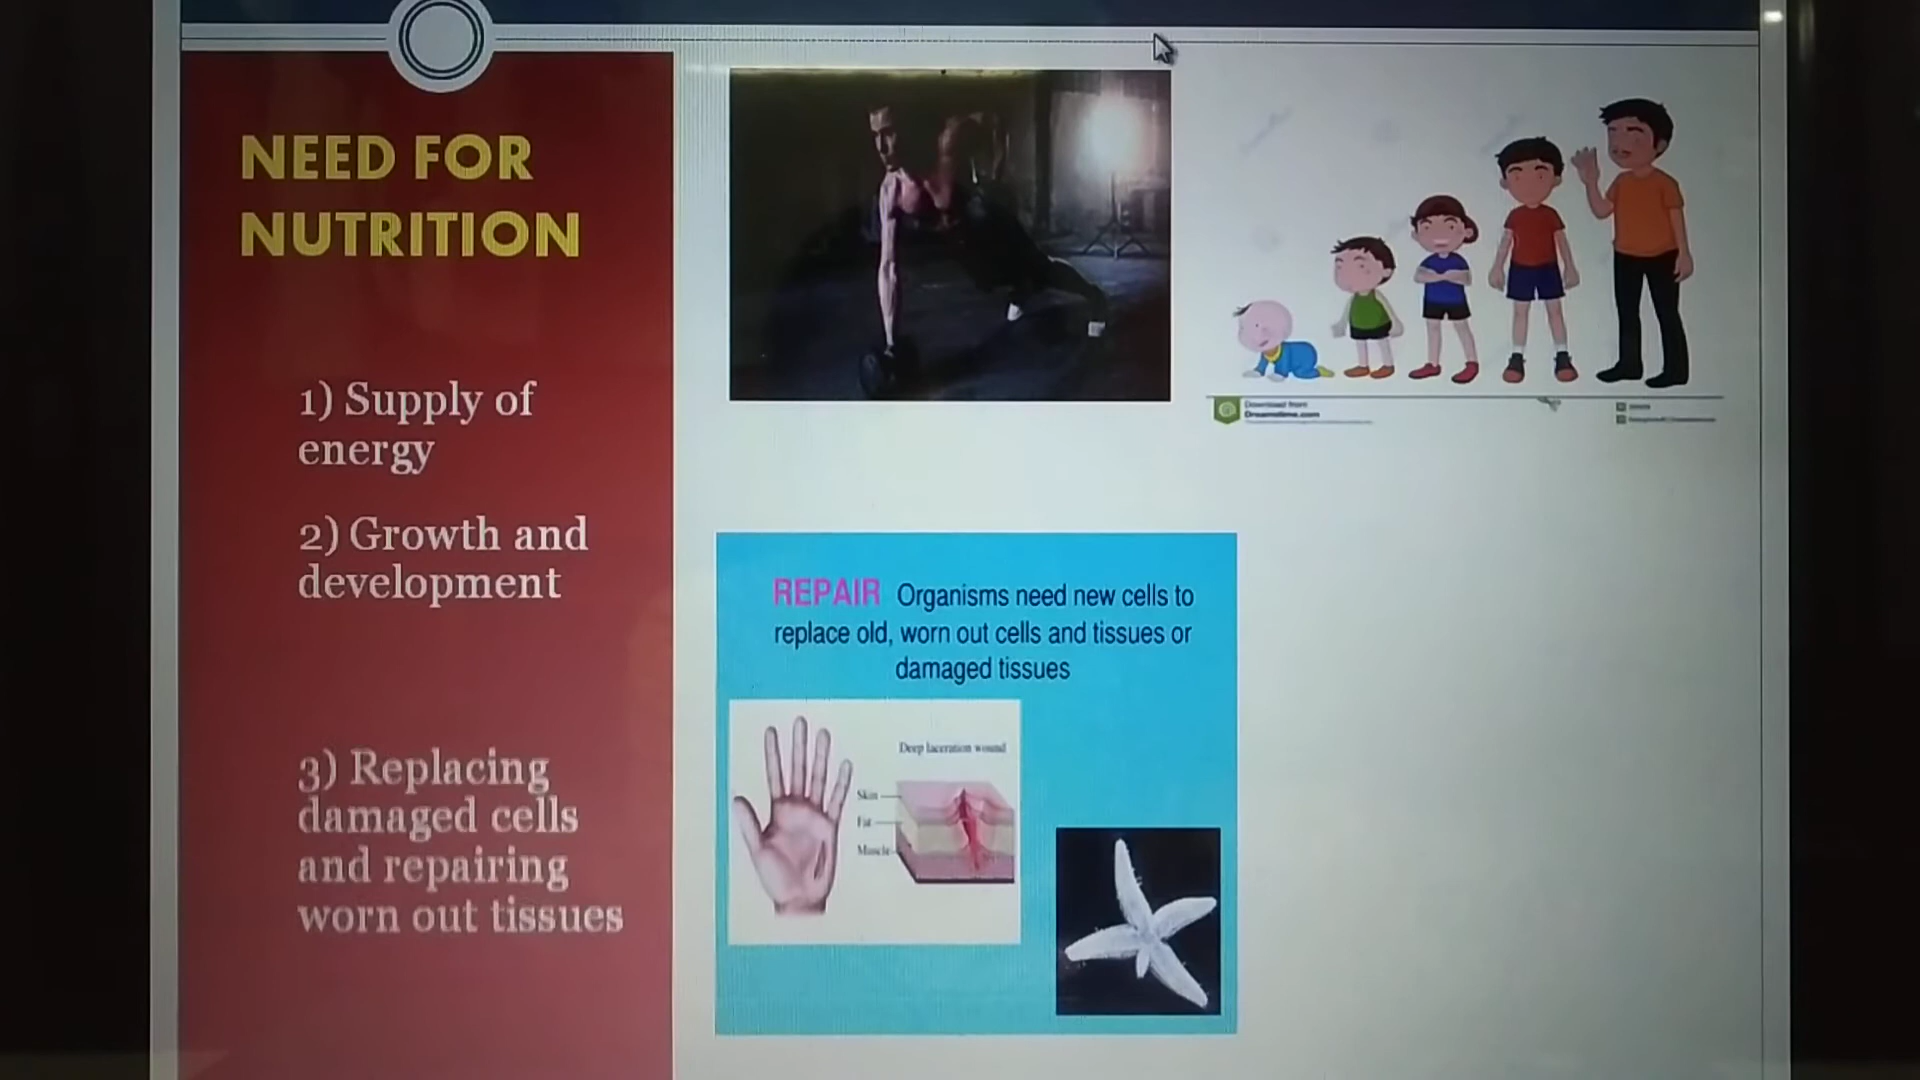 NEED FOR
NUTRITION
1) Supply of
energy
2) Growth and
development
3) Replacing
damaged cells
and repairing
worn out tissues
Download from
Dreamstime.com
REPAIR Organisms need new cells to
replace old, worn out cells and tissues or
damaged tissues
Deep laceration wound
Skin
Fat
Muscle